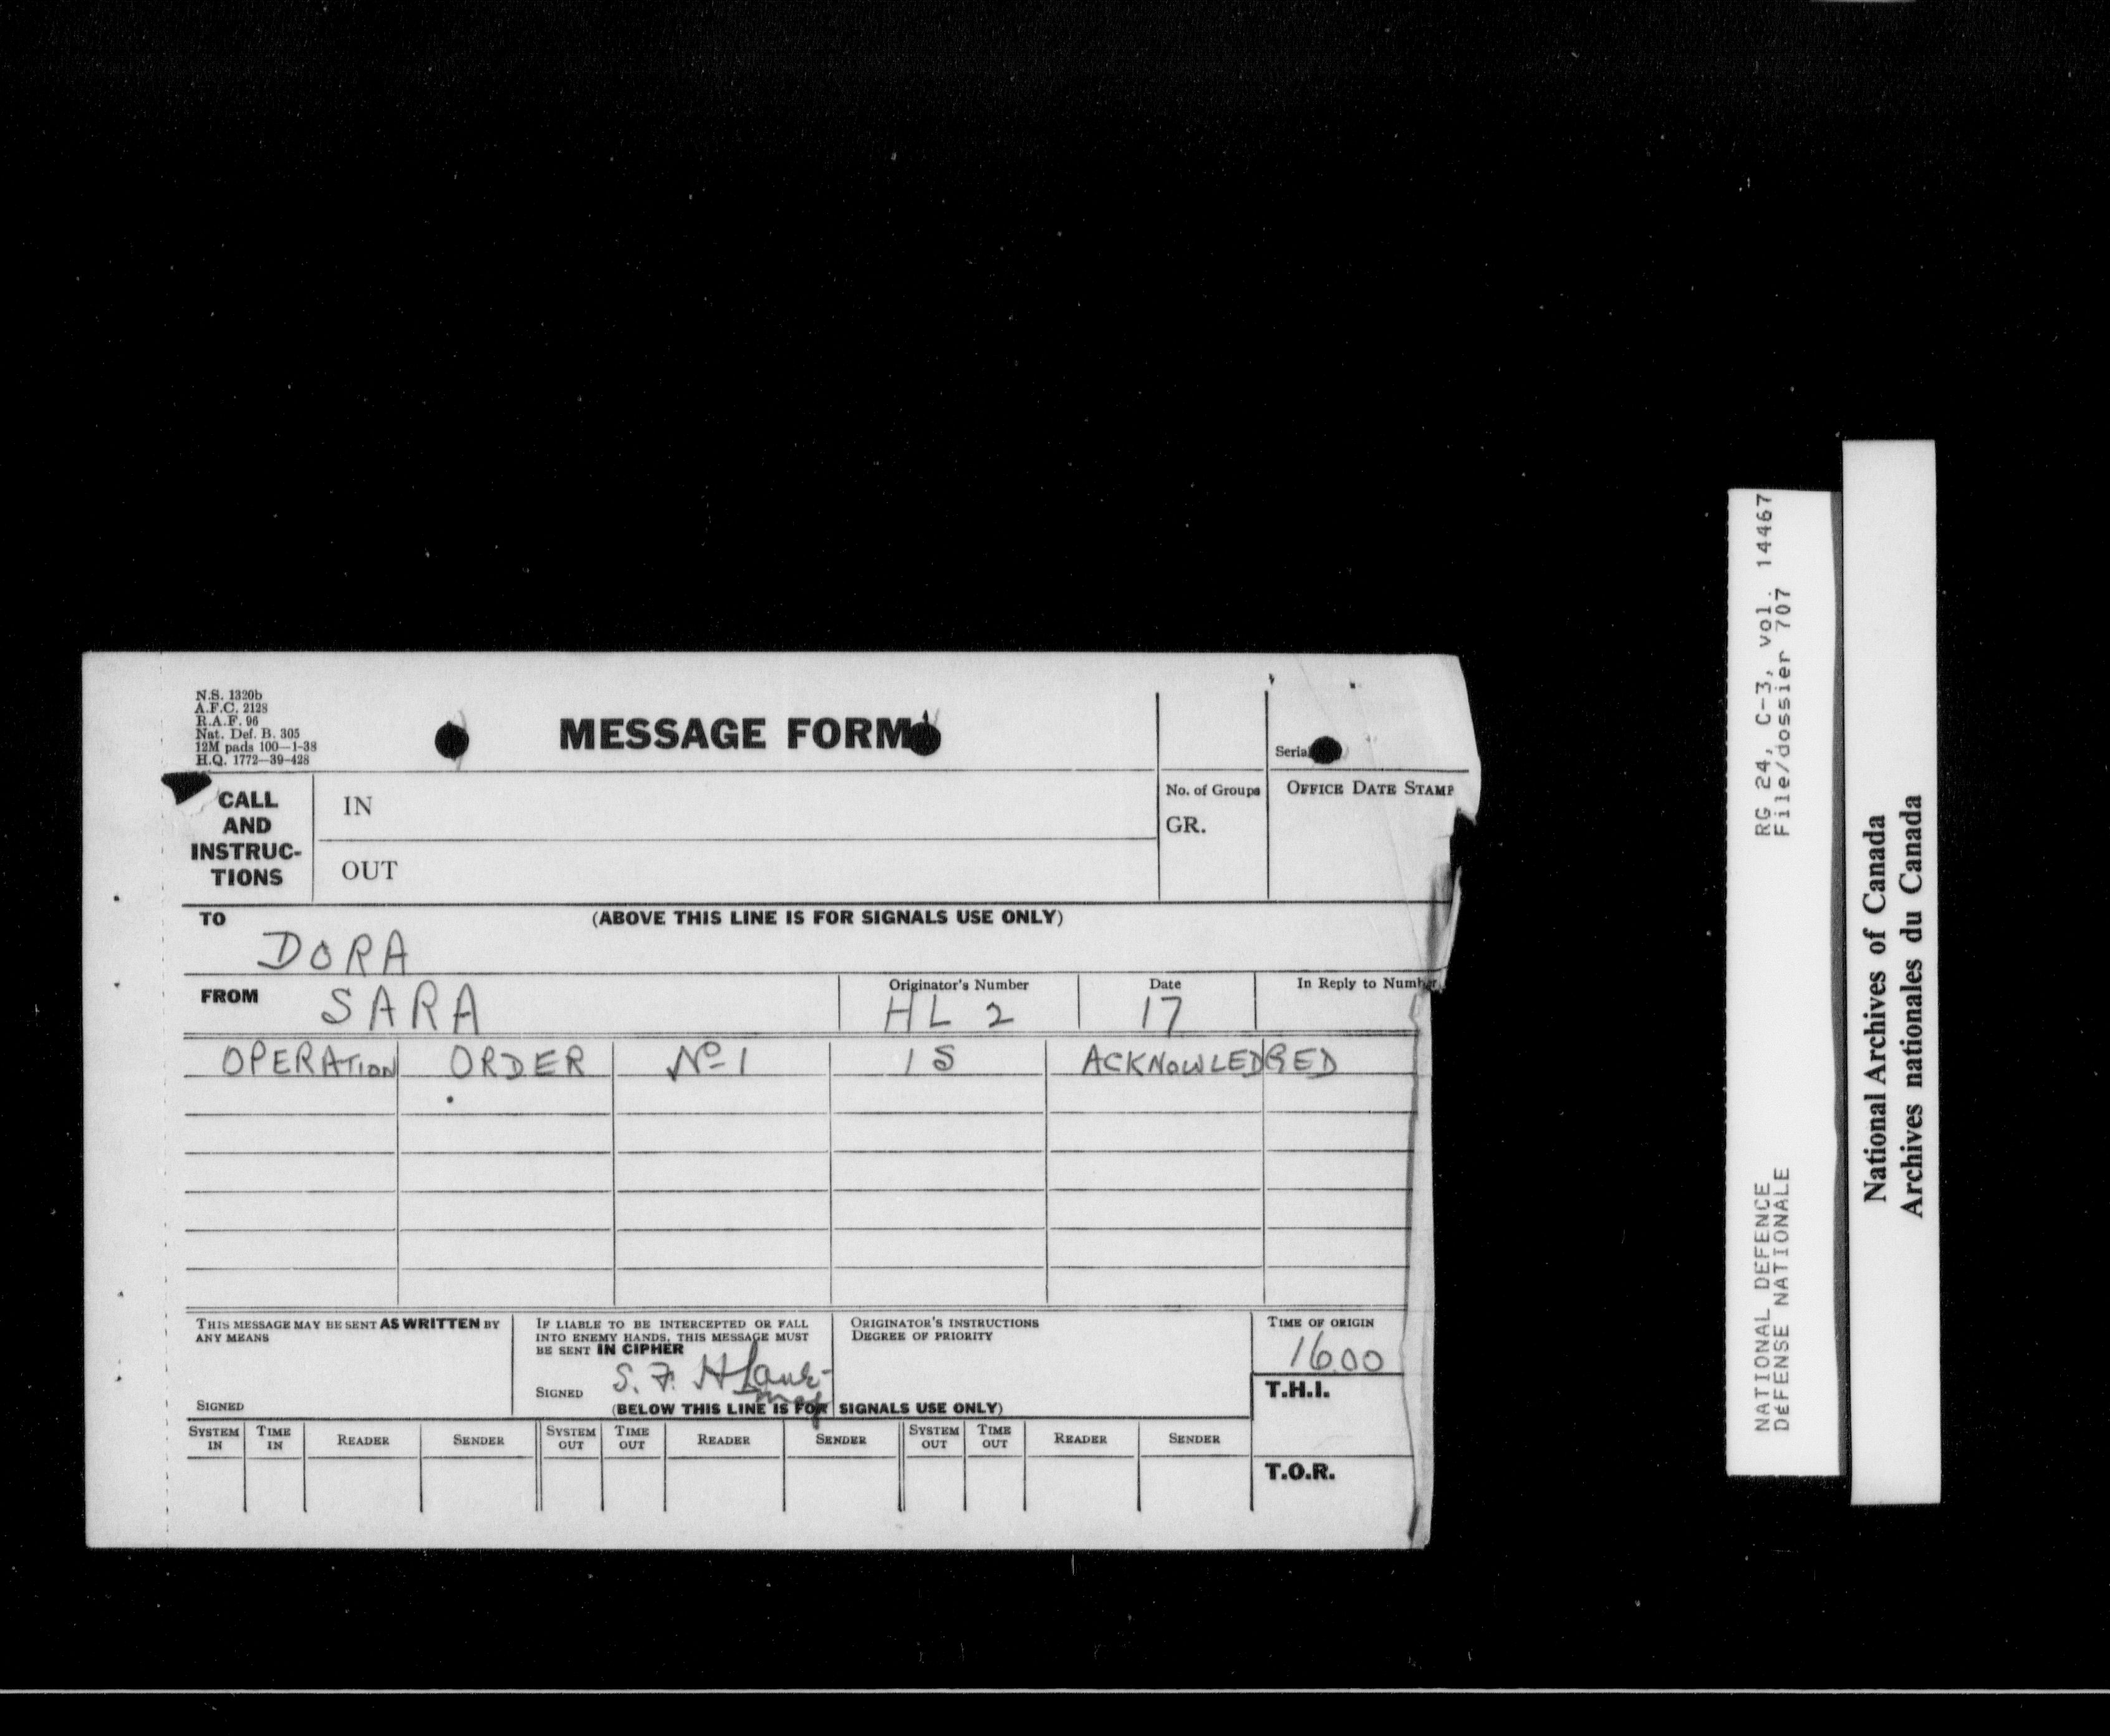 N.S. 1320b
A.F.C. 2128
R.A.F. 96
Nat. Def. B. 305
12M pads 100—1-38
H.Q. 1772—39-428
MESSAGE FORM
Serial
CALL AND INSTRUC-TIONS
IN
OUT
No. of Groups
GR.
OFFICE DATE STAMP
TO
(ABOVE THIS LINE IS FOR SIGNALS USE ONLY)
DORA
FROM
SARA
Originator's Number
HL 2
Date
17
In Reply to Number
OPERATION ORDER No 1 IS ACKNOWLEDGED
THIS MESSAGE MAY BE SENT AS WRITTEN BY
ANY MEANS
SIGNED
IF LIABLE TO BE INTERCEPTED OR FALL
INTO ENEMY HANDS, THIS MESSAGE MUST
BE SENT IN CIPHER
SIGNED S. F. H
ORIGINATOR'S INSTRUCTIONS
DEGREE OF PRIORITY
TIME OF ORIGIN
1600
T.H.I.
(BELOW THIS LINE IS FOR SIGNALS USE ONLY)
SYSTEM IN TIME IN READER SENDER SYSTEM OUT TIME OUT READER SENDER SYSTEM OUT TIME OUT READER SENDER
T.O.R.
RG 24, C-3, vol. 14467
File/dossier 707
NATIONAL DEFENCE
DÉFENSE NATIONALE
National Archives of Canada
Archives nationales du Canada